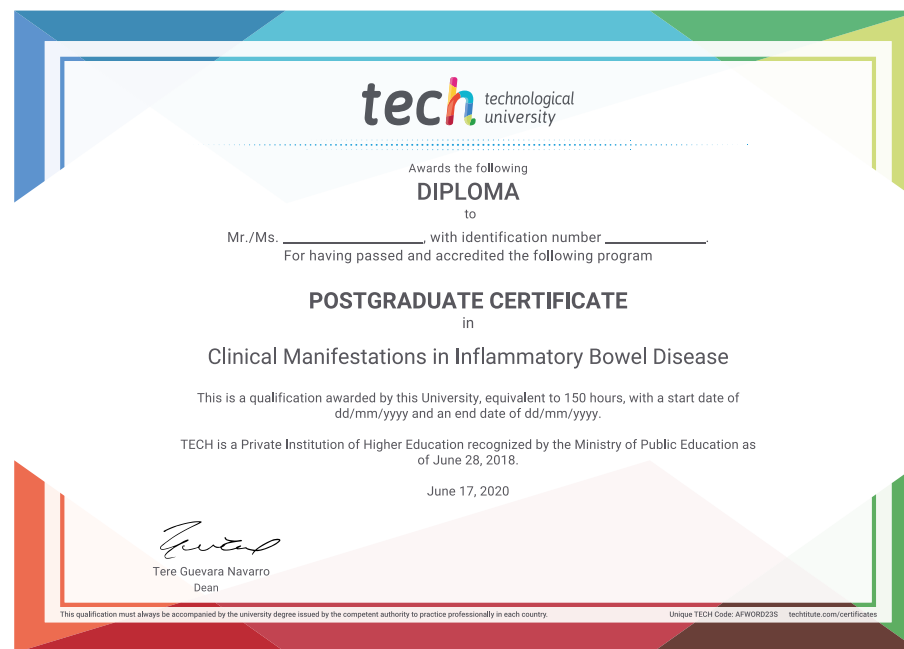 tech technological
university
Awards the following
DIPLOMA
to
Mr./Ms. ____________________, with identification number ______________.
For having passed and accredited the following program
POSTGRADUATE CERTIFICATE
in
Clinical Manifestations in Inflammatory Bowel Disease
This is a qualification awarded by this University, equivalent to 150 hours, with a start date of
dd/mm/yyyy and an end date of dd/mm/yyyy.
TECH is a Private Institution of Higher Education recognized by the Ministry of Public Education as
of June 28, 2018.
June 17, 2020
Tere Guevara Navarro
Dean
This qualification must always be accompanied by the university degree issued by the competent authority to practice professionally in each country. Unique TECH Code: AFWORD23S techtitute.com/certificates